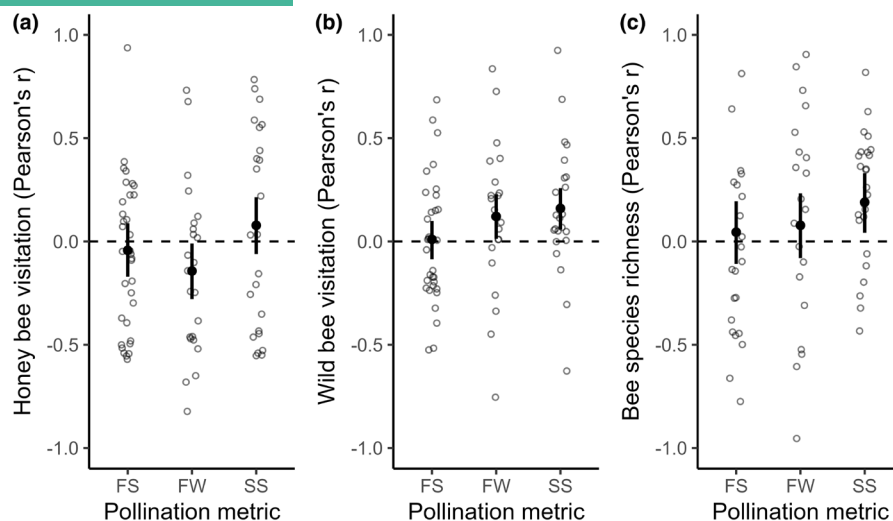 (a)
Honey bee visitation (Pearson's r)
1.0
0.5
0.0
-0.5
-1.0
FS FW SS
Pollination metric
(b)
Wild bee visitation (Pearson's r)
1.0
0.5
0.0
-0.5
-1.0
FS FW SS
Pollination metric
(c)
Bee species richness (Pearson's r)
1.0
0.5
0.0
-0.5
-1.0
FS FW SS
Pollination metric